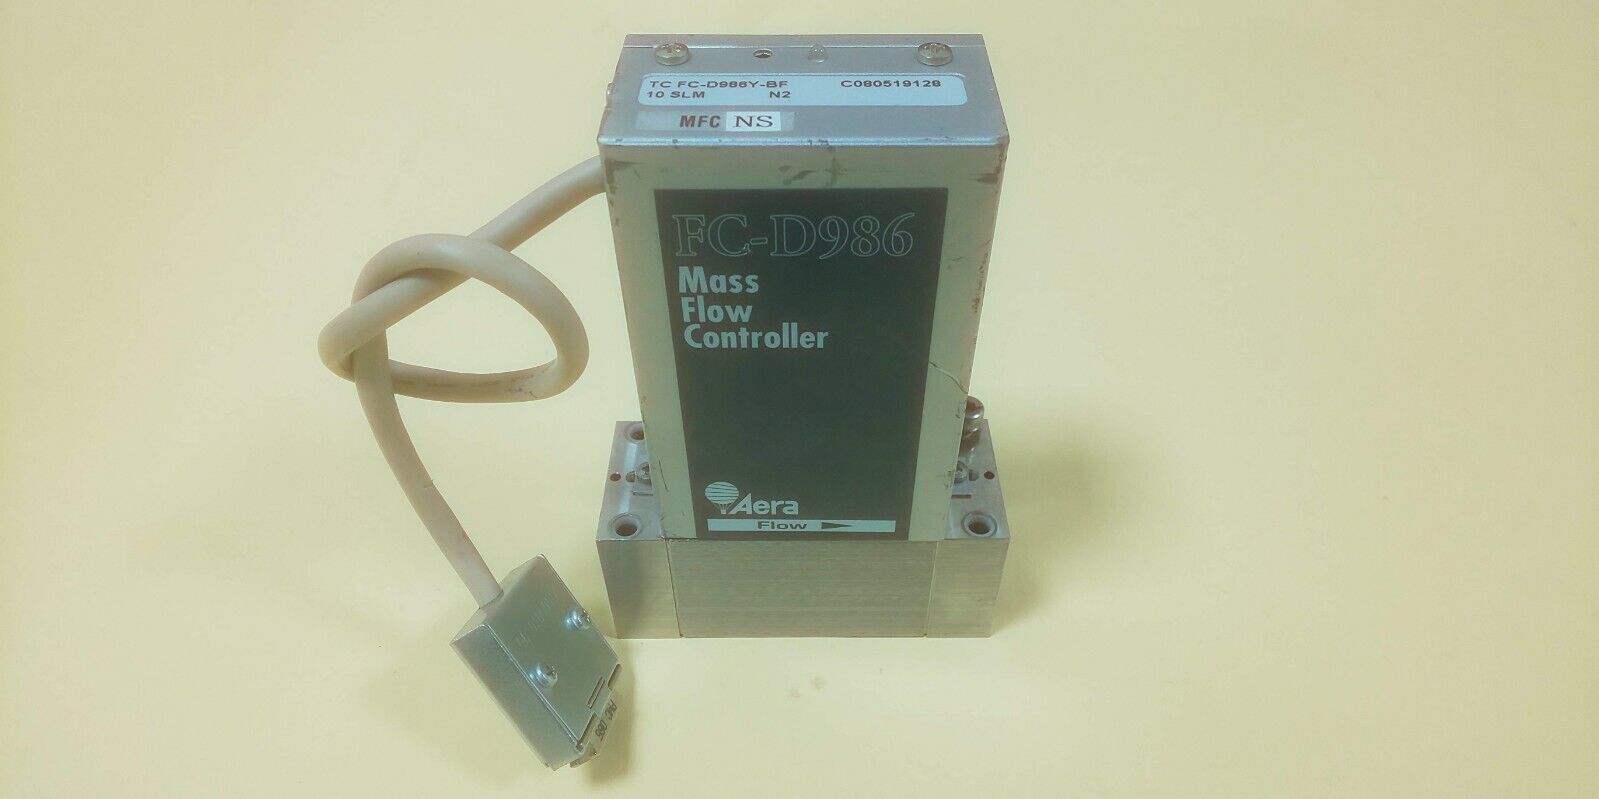 TC FC-D986Y-BF C080519128
10 SLM N2
MFC NS
FC-D986
Mass
Flow
Controller
Aera
Flow